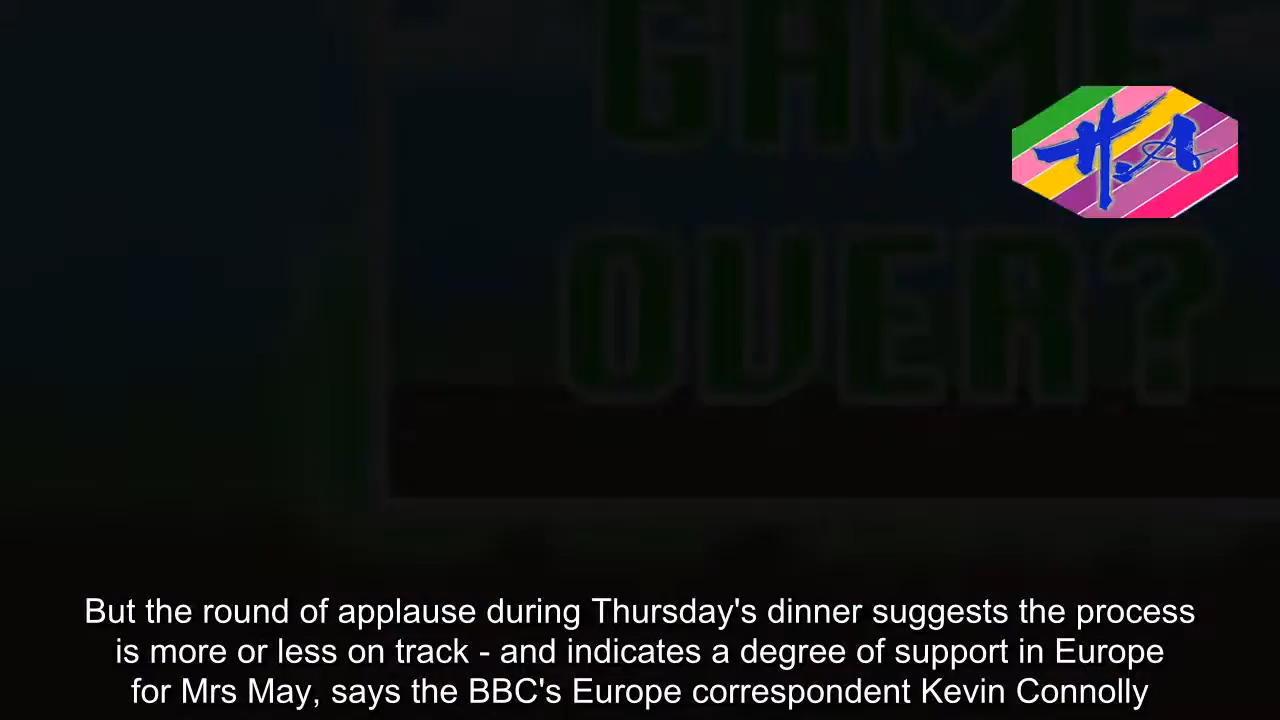 GAME
OVER?
H.A
But the round of applause during Thursday's dinner suggests the process
is more or less on track - and indicates a degree of support in Europe
for Mrs May, says the BBC's Europe correspondent Kevin Connolly